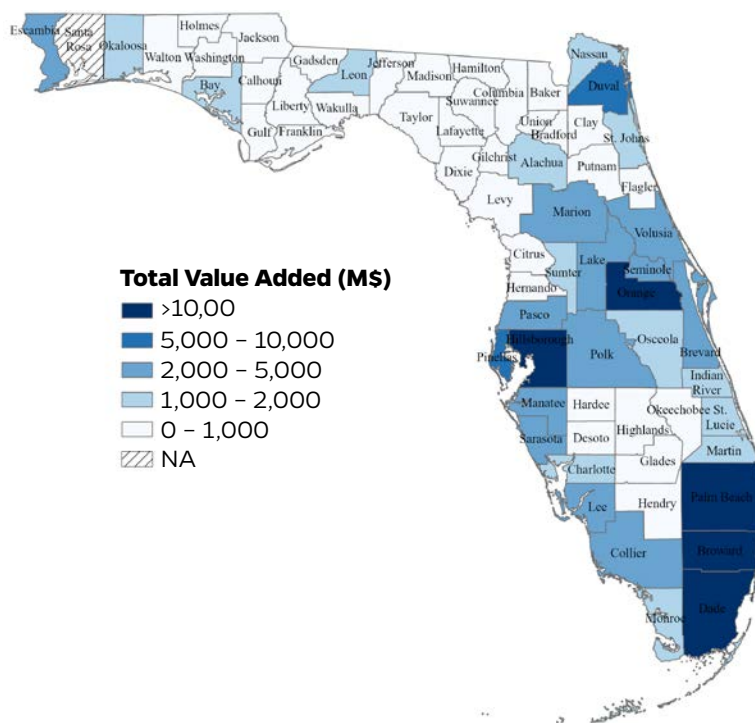 Escambia
Santa
Rosa
Okaloosa
Holmes
Walton
Washington
Jackson
Bay
Calhoun
Gulf
Liberty
Franklin
Gadsden
Leon
Wakulla
Jefferson
Madison
Taylor
Hamilton
Suwannee
Lafayette
Dixie
Columbia
Gilchrist
Levy
Baker
Union
Bradford
Alachua
Nassau
Duval
Clay
St. Johns
Putnam
Flagler
Marion
Volusia
Citrus
Sumter
Lake
Seminole
Hernando
Orange
Pasco
Hillsborough
Pinellas
Polk
Osceola
Brevard
Indian
River
Manatee
Hardee
Okeechobee
St.
Lucie
Highlands
Sarasota
Desoto
Martin
Charlotte
Glades
Lee
Hendry
Palm Beach
Collier
Broward
Monroe
Dade
Total Value Added (M$)
>10,00
5,000 – 10,000
2,000 – 5,000
1,000 – 2,000
0 – 1,000
NA